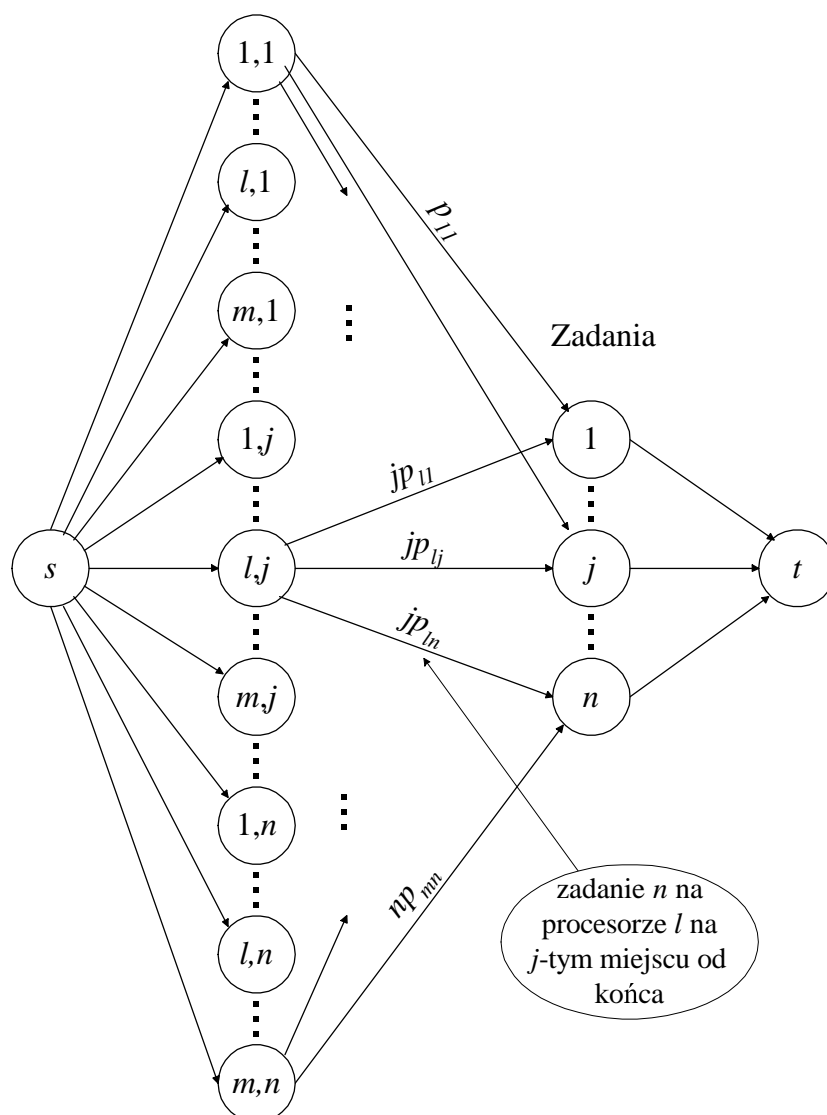 1,1
l,1
p11
m,1
Zadania
1,j
1
jpl1
s
l,j
jplj
j
t
jpln
m,j
n
1,n
npmn
zadanie n na
procesorze l na
j-tym miejscu od
końca
l,n
m,n